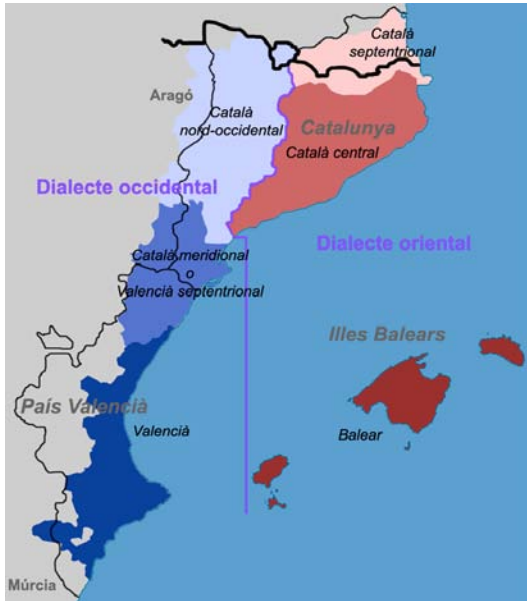 Català
septentrional
Aragó
Català
nord-occidental
Catalunya
Català central
Dialecte occidental
Dialecte oriental
Català meridional
o
Valencià septentrional
Illes Balears
País Valencià
Valencià
Balear
Múrcia